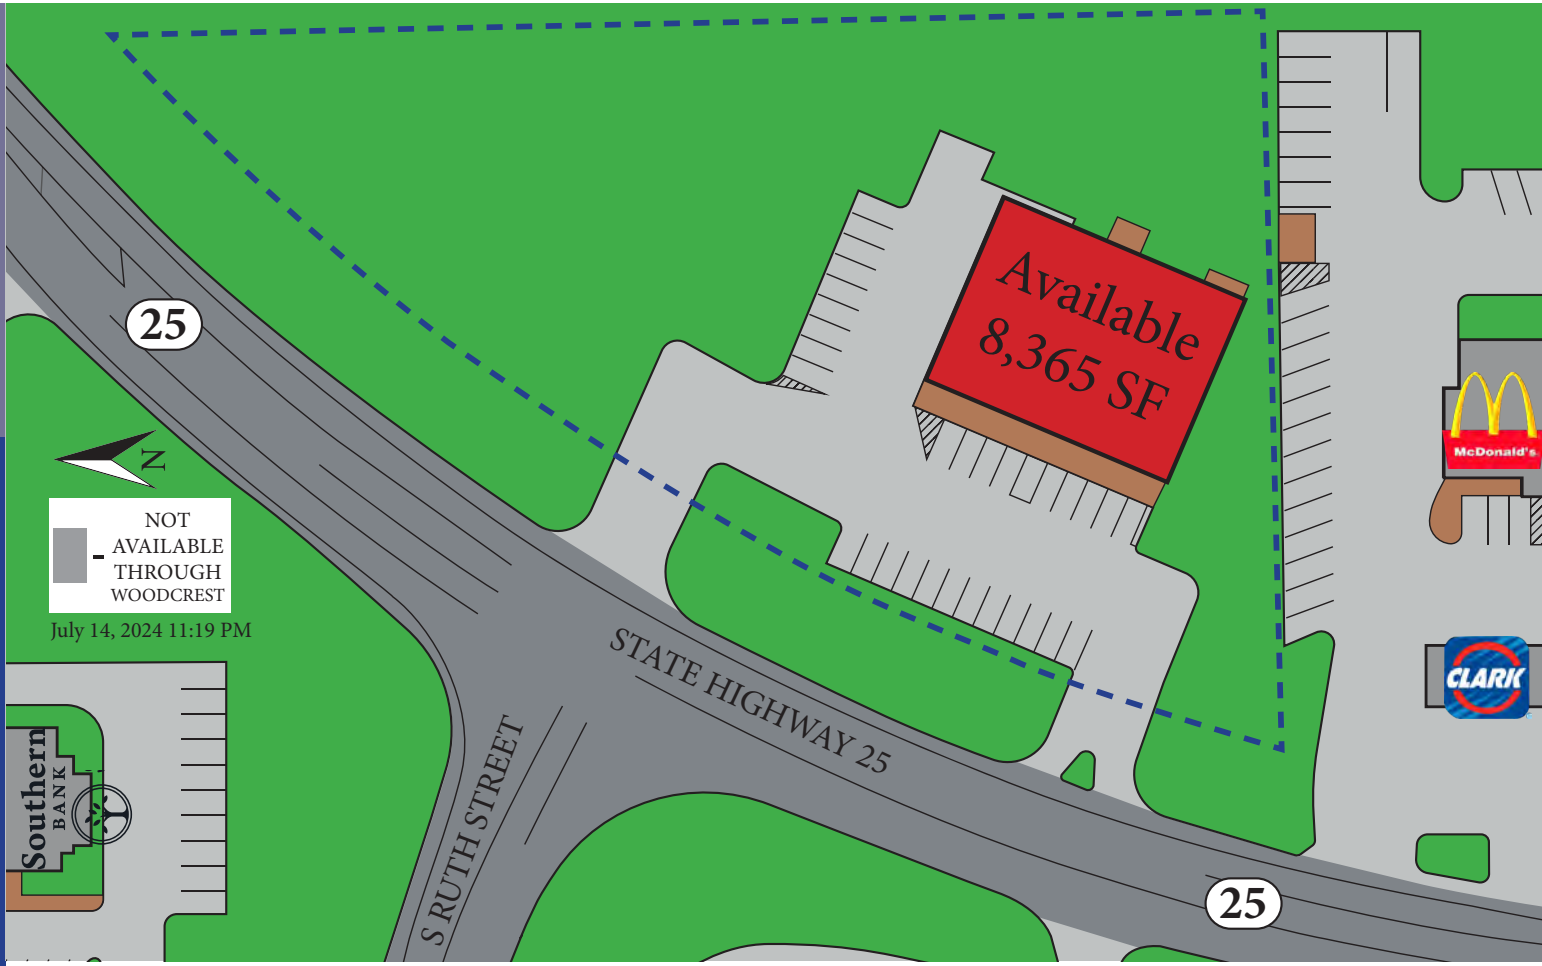 25
Available
8,365 SF
N
NOT
AVAILABLE
THROUGH
WOODCREST
July 14, 2024 11:19 PM
McDonald's
STATE HIGHWAY 25
CLARK
S RUTH STREET
Southern
BANK
25